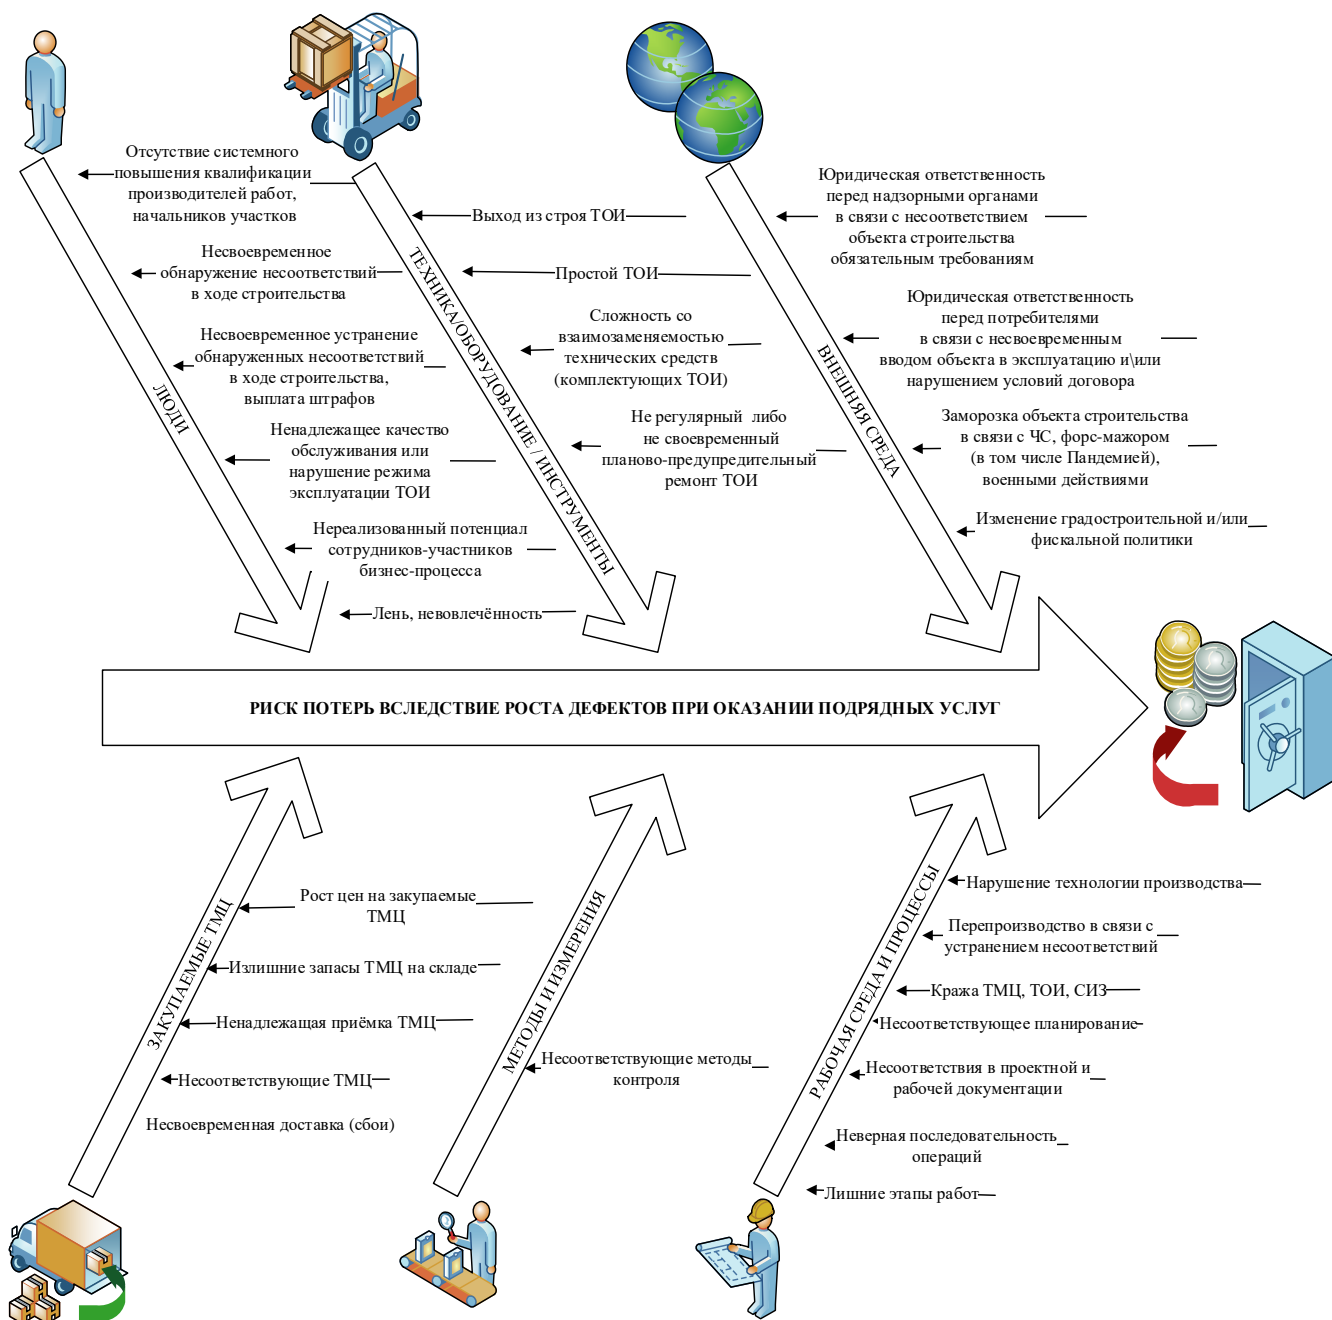 Отсутствие системного
повышения квалификации
производителей работ,
начальников участков
Несвоевременное
обнаружение несоответствий
в ходе строительства
Несвоевременное устранение
обнаруженных несоответствий
в ходе строительства,
выплата штрафов
Ненадлежащее качество
обслуживания или
нарушение режима
эксплуатации ТОИ
Нереализованный потенциал
сотрудников-участников
бизнес-процесса
Лень, невовлечённость
ЛЮДИ
Выход из строя ТОИ
Простой ТОИ
Сложность со
взаимозаменяемостью
технических средств
(комплектующих ТОИ)
Не регулярный либо
не своевременный
планово-предупредительный
ремонт ТОИ
ТЕХНИКА/ОБОРУДОВАНИЕ / ИНСТРУМЕНТЫ
Юридическая ответственность
перед надзорными органами
в связи с несоответствием
объекта строительства
обязательным требованиям
Юридическая ответственность
перед потребителями
в связи с несвоевременным
вводом объекта в эксплуатацию и\или
нарушением условий договора
Заморозка объекта строительства
в связи с ЧС, форс-мажором
(в том числе Пандемией),
военными действиями
Изменение градостроительной и/или
фискальной политики
ВНЕШНЯЯ СРЕДА
РИСК ПОТЕРЬ ВСЛЕДСТВИЕ РОСТА ДЕФЕКТОВ ПРИ ОКАЗАНИИ ПОДРЯДНЫХ УСЛУГ
ЗАКУПАЕМЫЕ ТМЦ
Рост цен на закупаемые
ТМЦ
Излишние запасы ТМЦ на складе
Ненадлежащая приёмка ТМЦ
Несоответствующие ТМЦ
Несвоевременная доставка (сбои)
МЕТОДЫ И ИЗМЕРЕНИЯ
Несоответствующие методы
контроля
РАБОЧАЯ СРЕДА И ПРОЦЕССЫ
Нарушение технологии производства
Перепроизводство в связи с
устранением несоответствий
Кража ТМЦ, ТОИ, СИЗ
Несоответствующее планирование
Несоответствия в проектной и
рабочей документации
Неверная последовательность
операций
Лишние этапы работ